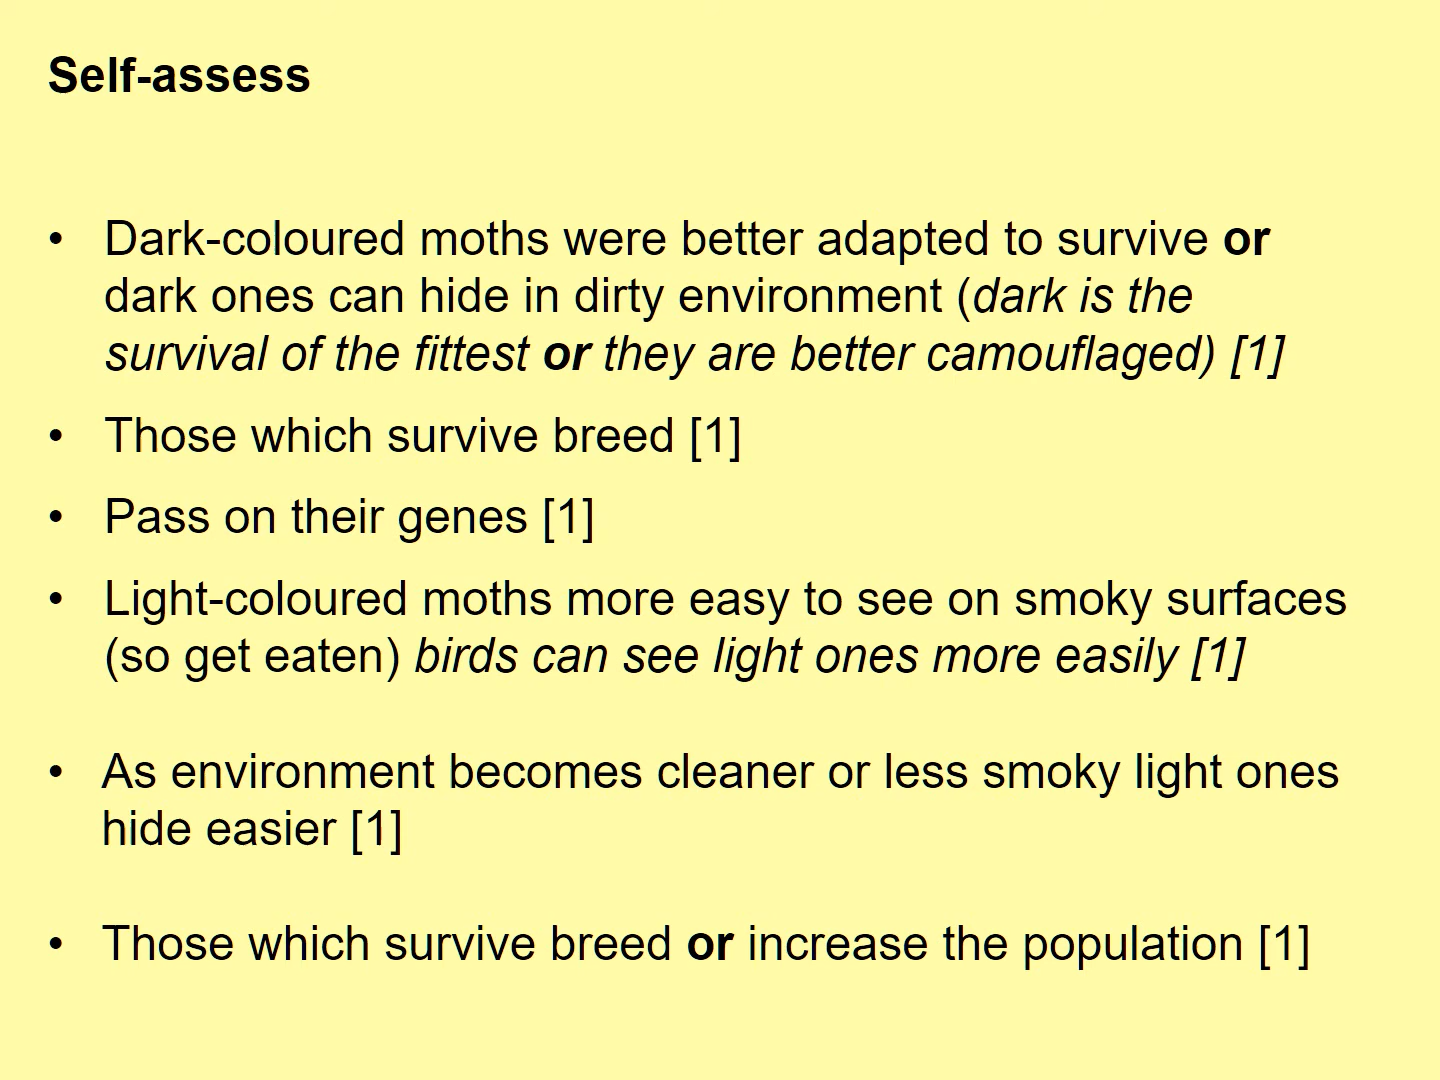 Self-assess
• Dark-coloured moths were better adapted to survive or
dark ones can hide in dirty environment (dark is the
survival of the fittest or they are better camouflaged) [1]
• Those which survive breed [1]
• Pass on their genes [1]
• Light-coloured moths more easy to see on smoky surfaces
(so get eaten) birds can see light ones more easily [1]
• As environment becomes cleaner or less smoky light ones
hide easier [1]
• Those which survive breed or increase the population [1]